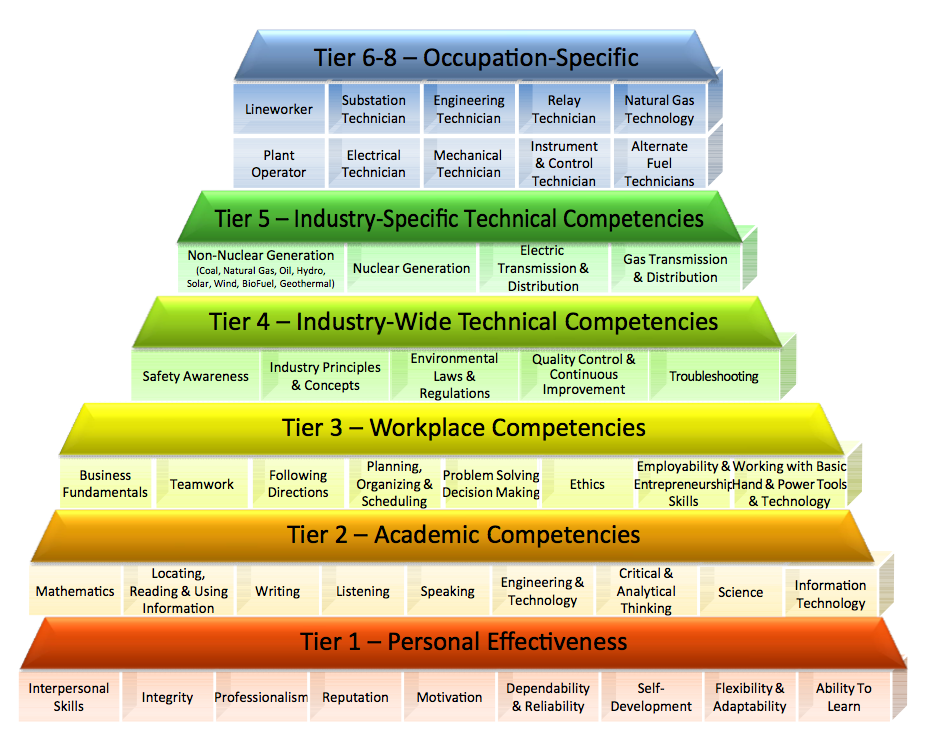 Tier 6-8 – Occupation-Specific
Lineworker
Substation
Technician
Engineering
Technician
Relay
Technician
Natural Gas
Technology
Plant
Operator
Electrical
Technician
Mechanical
Technician
Instrument
& Control
Technician
Alternate
Fuel
Technicians
Tier 5 – Industry-Specific Technical Competencies
Non-Nuclear Generation
(Coal, Natural Gas, Oil, Hydro,
Solar, Wind, BioFuel, Geothermal)
Nuclear Generation
Electric
Transmission &
Distribution
Gas Transmission
& Distribution
Tier 4 – Industry-Wide Technical Competencies
Safety Awareness
Industry Principles
& Concepts
Environmental
Laws &
Regulations
Quality Control &
Continuous
Improvement
Troubleshooting
Tier 3 – Workplace Competencies
Business
Fundamentals
Teamwork
Following
Directions
Planning,
Organizing &
Scheduling
Problem Solving
Decision Making
Ethics
Employability &
Entrepreneurship
Skills
Working with Basic
Hand & Power Tools
& Technology
Tier 2 – Academic Competencies
Mathematics
Locating,
Reading & Using
Information
Writing
Listening
Speaking
Engineering &
Technology
Critical &
Analytical
Thinking
Science
Information
Technology
Tier 1 – Personal Effectiveness
Interpersonal
Skills
Integrity
Professionalism
Reputation
Motivation
Dependability
& Reliability
Self-
Development
Flexibility &
Adaptability
Ability To
Learn